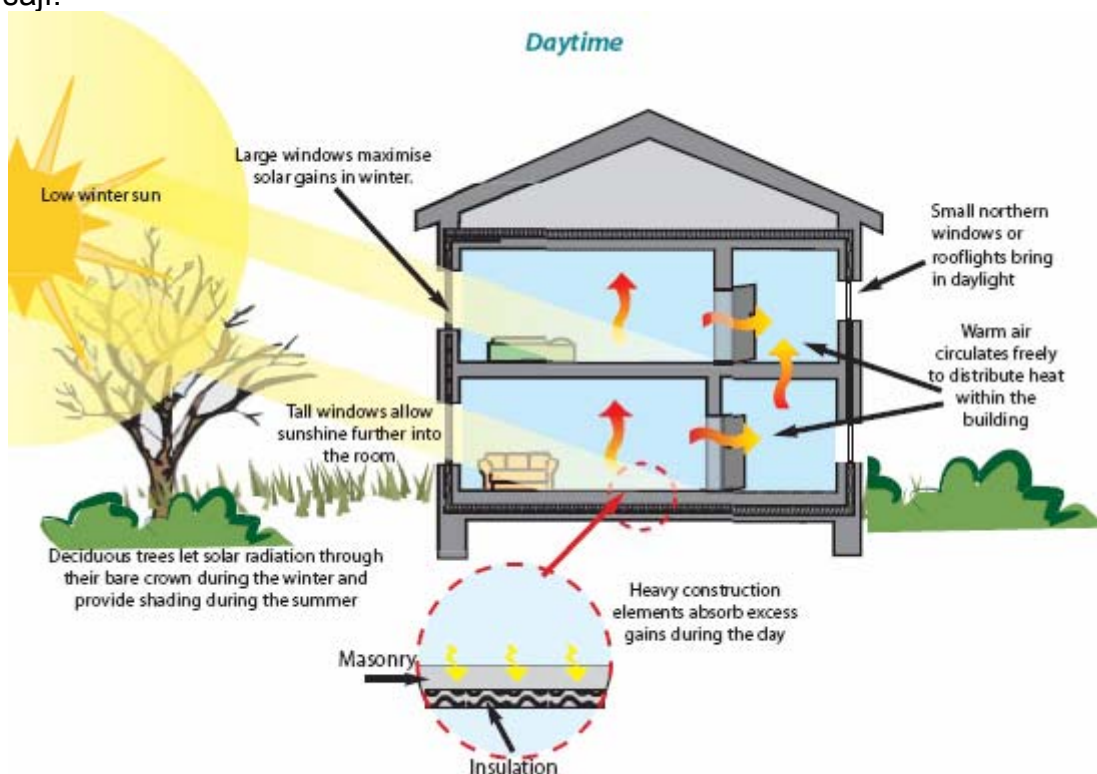 saji.
Daytime
Large windows maximise
solar gains in winter.
Low winter sun
Small northern
windows or
rooflights bring
in daylight
Warm air
circulates freely
to distribute heat
within the
building
Tall windows allow
sunshine further into
the room
Deciduous trees let solar radiation through
their bare crown during the winter and
provide shading during the summer
Heavy construction
elements absorb excess
gains during the day
Masonry
Insulation